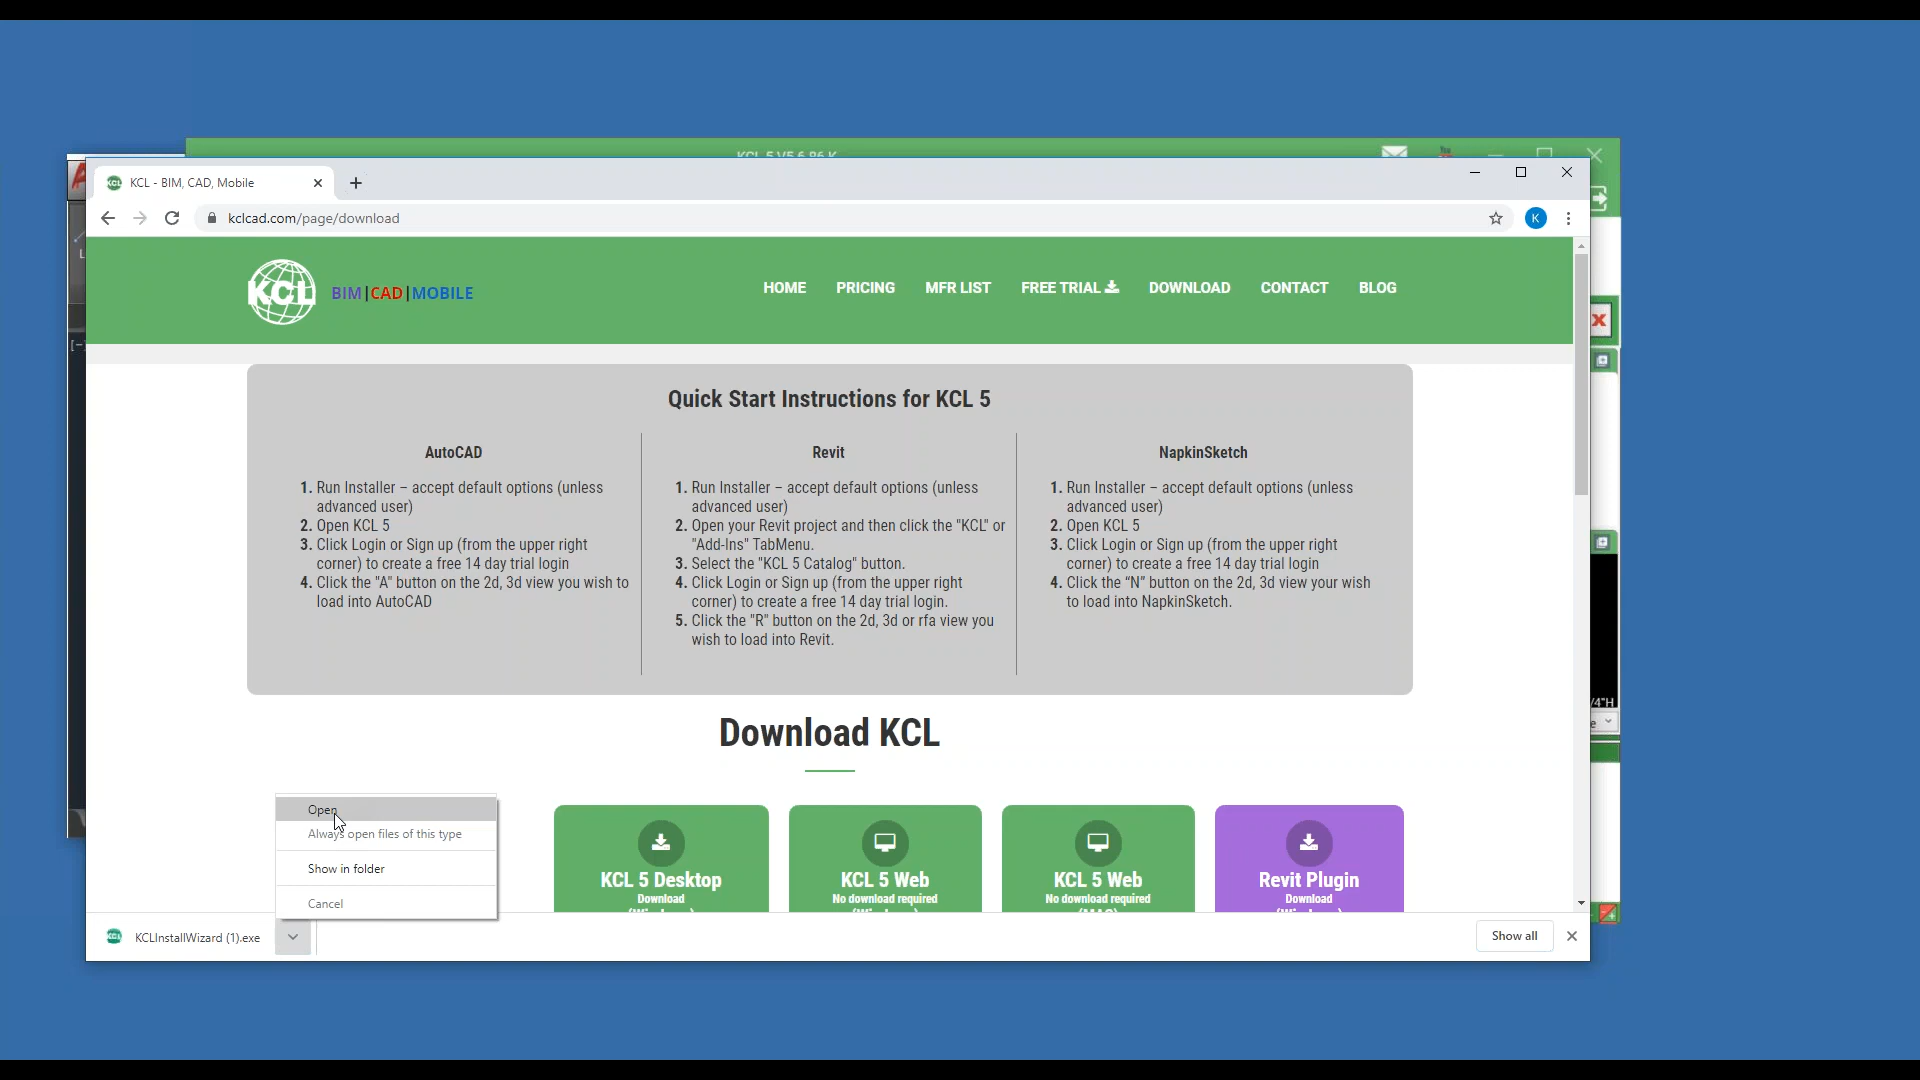 KCL - BIM, CAD, Mobile
kclcad.com/page/download
K
KCL BIM|CAD|MOBILE
HOME PRICING MFR LIST FREE TRIAL DOWNLOAD CONTACT BLOG
Quick Start Instructions for KCL 5
AutoCAD
1. Run Installer – accept default options (unless
advanced user)
2. Open KCL 5
3. Click Login or Sign up (from the upper right
corner) to create a free 14 day trial login
4. Click the "A" button on the 2d, 3d view you wish to
load into AutoCAD
Revit
1. Run Installer – accept default options (unless
advanced user)
2. Open your Revit project and then click the "KCL" or
"Add-Ins" TabMenu.
3. Select the "KCL 5 Catalog" button.
4. Click Login or Sign up (from the upper right
corner) to create a free 14 day trial login.
5. Click the "R" button on the 2d, 3d or rfa view you
wish to load into Revit.
NapkinSketch
1. Run Installer – accept default options (unless
advanced user)
2. Open KCL 5
3. Click Login or Sign up (from the upper right
corner) to create a free 14 day trial login
4. Click the “N” button on the 2d, 3d view your wish
to load into NapkinSketch.
Download KCL
Open
Always open files of this type
Show in folder
Cancel
KCL 5 Desktop
Download
KCL 5 Web
No download required
KCL 5 Web
No download required
Revit Plugin
Download
KCLInstallWizard (1).exe
Show all